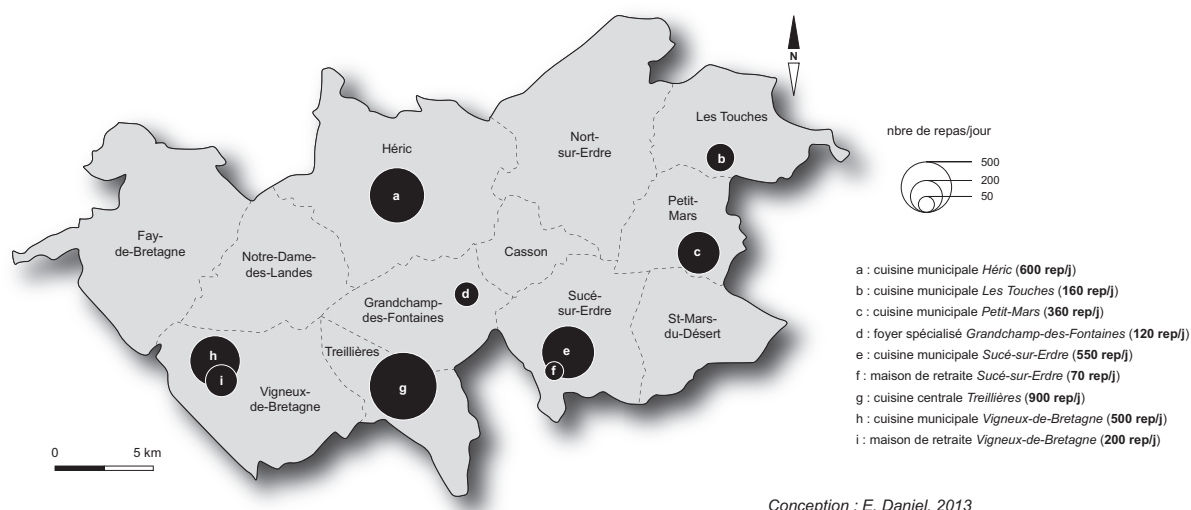 N
Les Touches
Nort-
sur-Erdre
Héric
b
a
Petit-
Mars
Fay-
de-Bretagne
Notre-Dame-
des-Landes
Casson
c
d
Grandchamp-
des-Fontaines
Sucé-
sur-Erdre
St-Mars-
du-Désert
Treillières
h
e
f
i
g
Vigneux-
de-Bretagne
0 5 km
nbre de repas/jour
500
200
50
a : cuisine municipale Héric (600 rep/j)
b : cuisine municipale Les Touches (160 rep/j)
c : cuisine municipale Petit-Mars (360 rep/j)
d : foyer spécialisé Grandchamp-des-Fontaines (120 rep/j)
e : cuisine municipale Sucé-sur-Erdre (550 rep/j)
f : maison de retraite Sucé-sur-Erdre (70 rep/j)
g : cuisine centrale Treillières (900 rep/j)
h : cuisine municipale Vigneux-de-Bretagne (500 rep/j)
i : maison de retraite Vigneux-de-Bretagne (200 rep/j)
Conception : E. Daniel, 2013